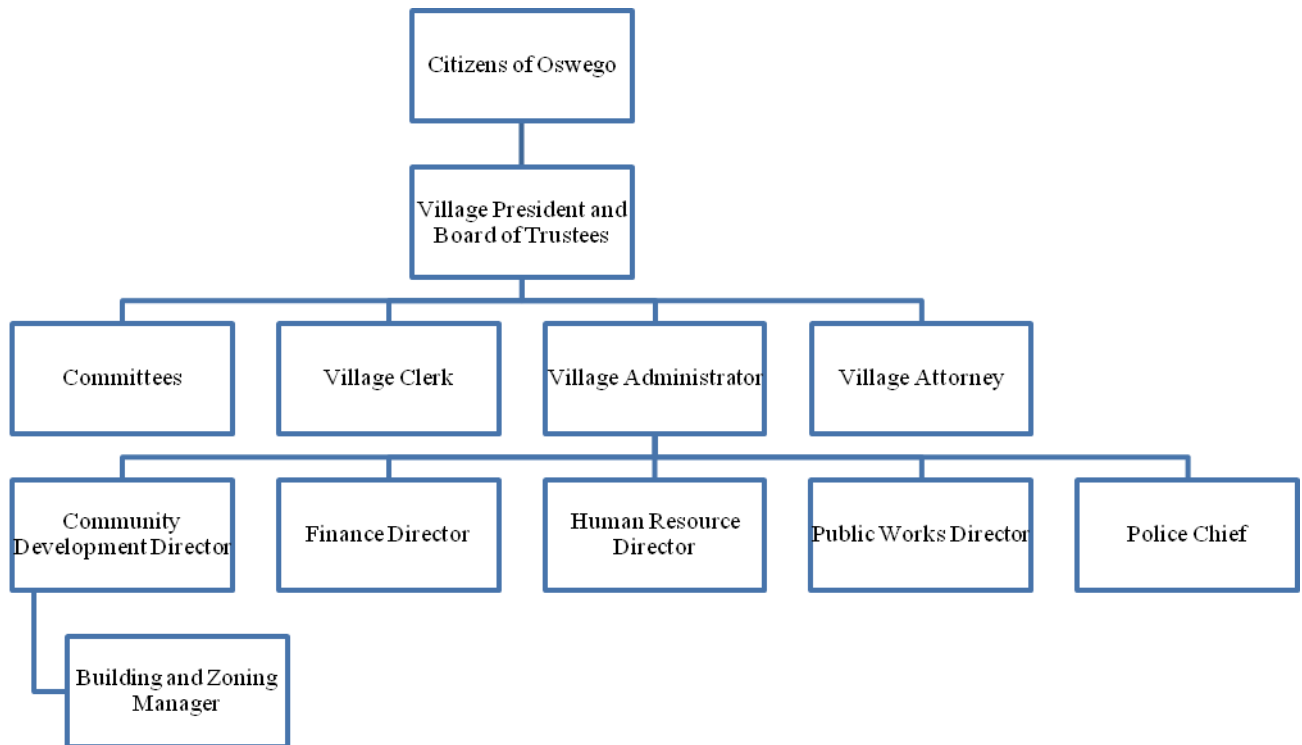 Citizens of Oswego
Village President and
Board of Trustees
Committees
Village Clerk
Village Administrator
Village Attorney
Community
Development Director
Finance Director
Human Resource
Director
Public Works Director
Police Chief
Building and Zoning
Manager